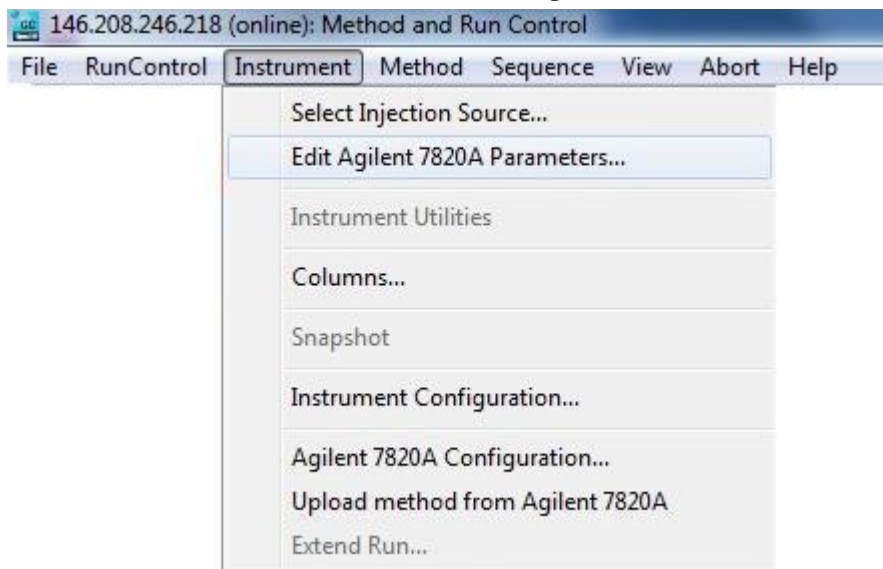 GC 146.208.246.218 (online): Method and Run Control
File RunControl Instrument Method Sequence View Abort Help
Select Injection Source...
Edit Agilent 7820A Parameters...
Instrument Utilities
Columns...
Snapshot
Instrument Configuration...
Agilent 7820A Configuration...
Upload method from Agilent 7820A
Extend Run...